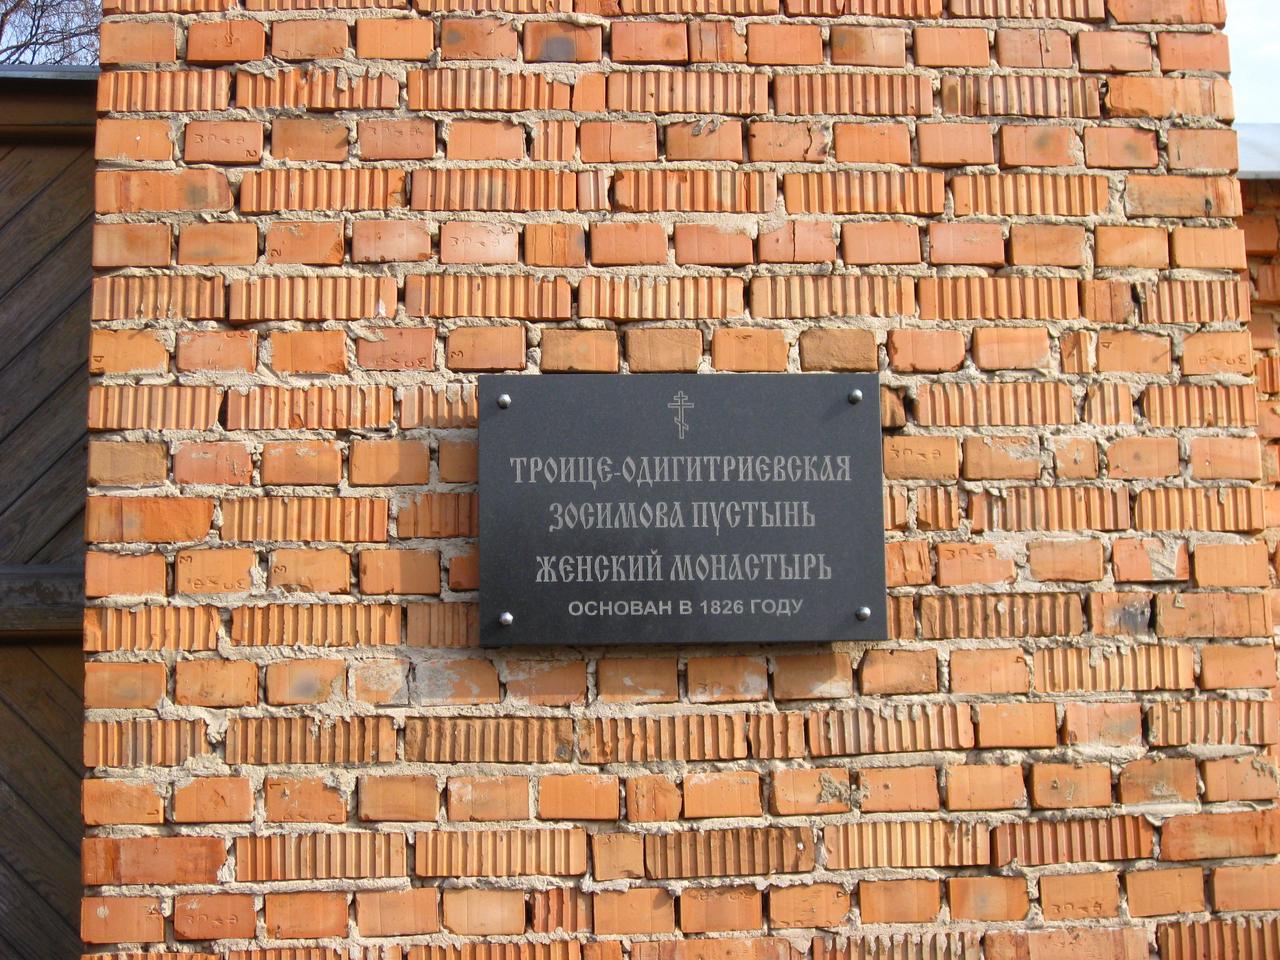 ТРОИЦЕ-ОДИГИТРИЕВСКАЯ
ЗОСИМОВА ПУСТЫНЬ
ЖЕНСКИЙ МОНАСТЫРЬ
ОСНОВАН В 1826 ГОДУ